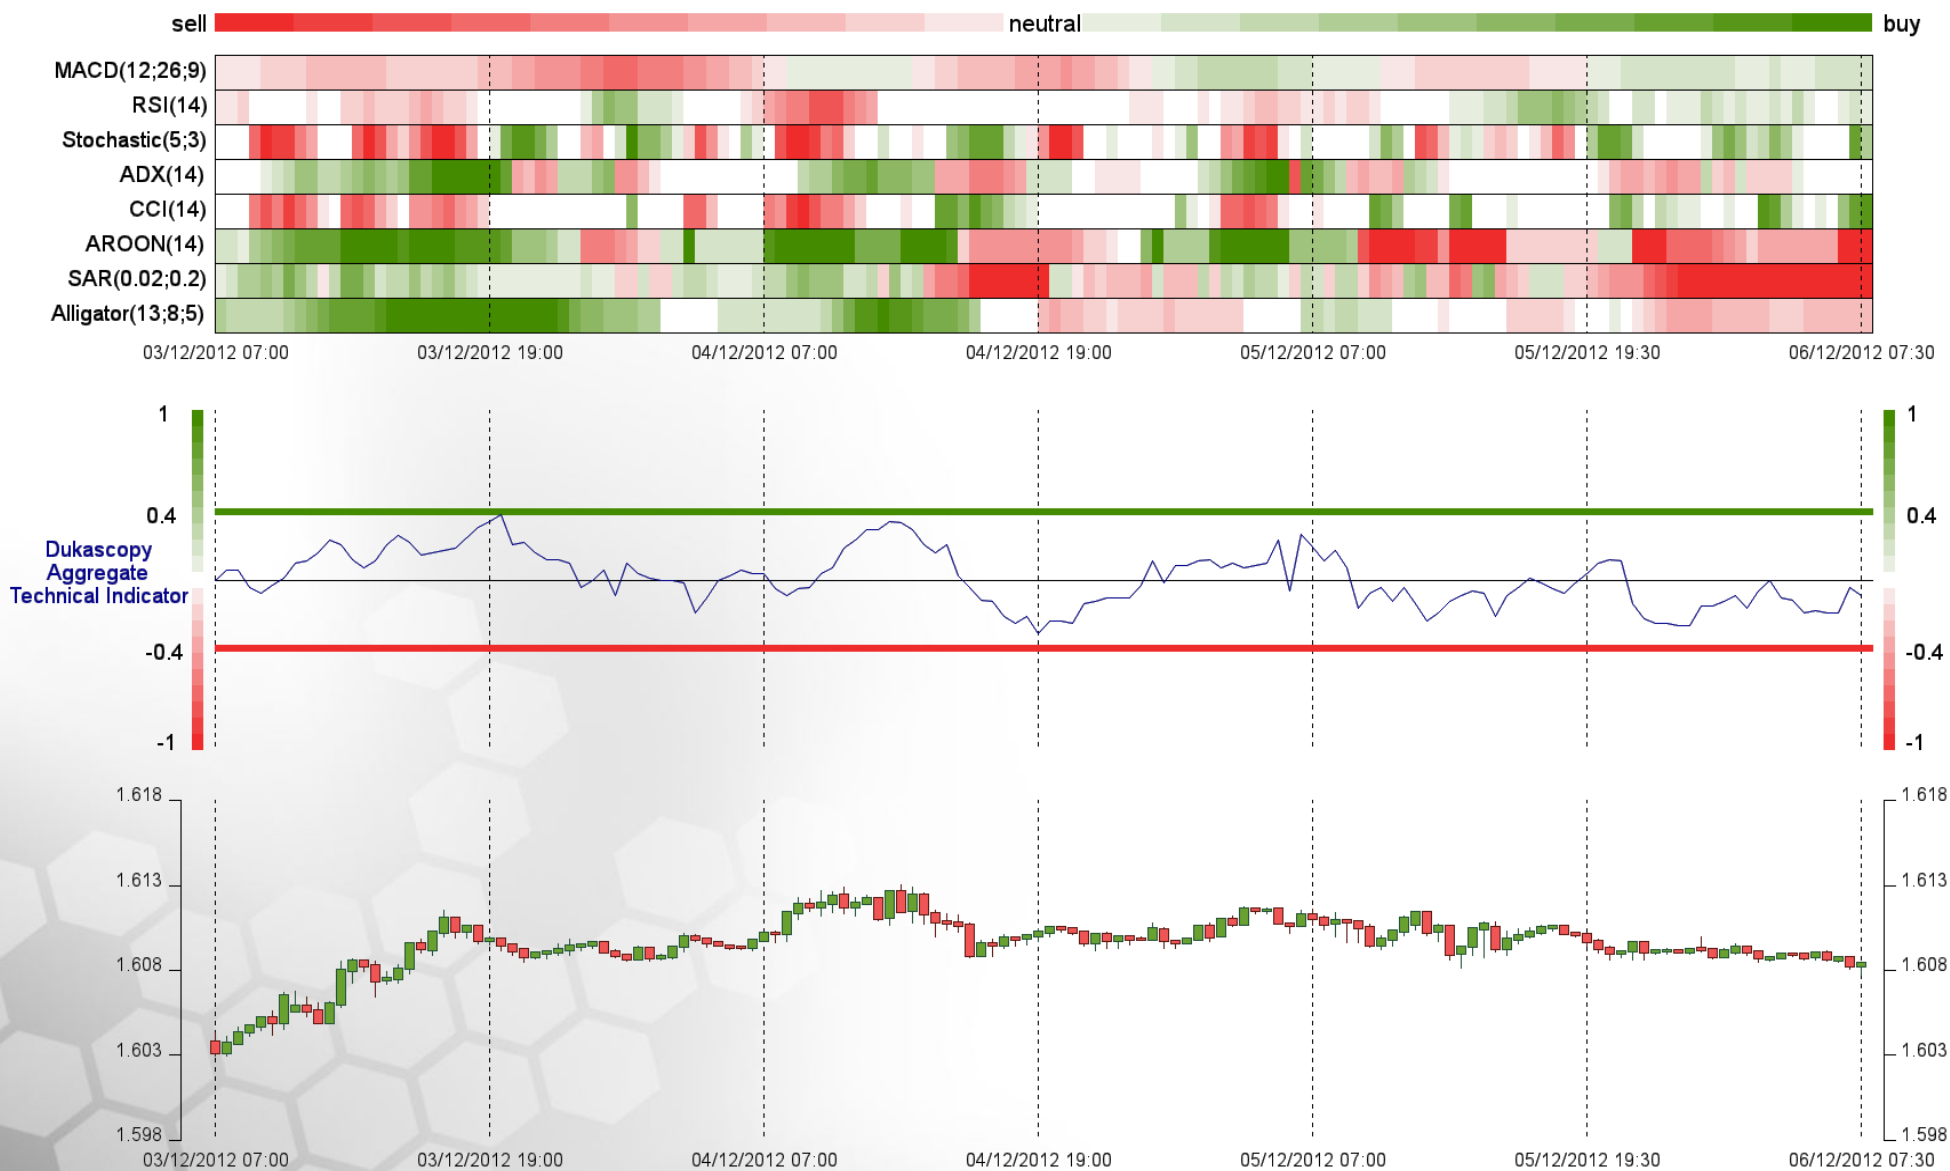 sell neutral buy
MACD(12;26;9)
RSI(14)
Stochastic(5;3)
ADX(14)
CCI(14)
AROON(14)
SAR(0.02;0.2)
Alligator(13;8;5)
03/12/2012 07:00 03/12/2012 19:00 04/12/2012 07:00 04/12/2012 19:00 05/12/2012 07:00 05/12/2012 19:30 06/12/2012 07:30
1 1
0.4 0.4
Dukascopy
Aggregate
Technical Indicator
-0.4 -0.4
-1 -1
1.618 1.618
1.613 1.613
1.608 1.608
1.603 1.603
1.598 1.598
03/12/2012 07:00 03/12/2012 19:00 04/12/2012 07:00 04/12/2012 19:00 05/12/2012 07:00 05/12/2012 19:30 06/12/2012 07:30